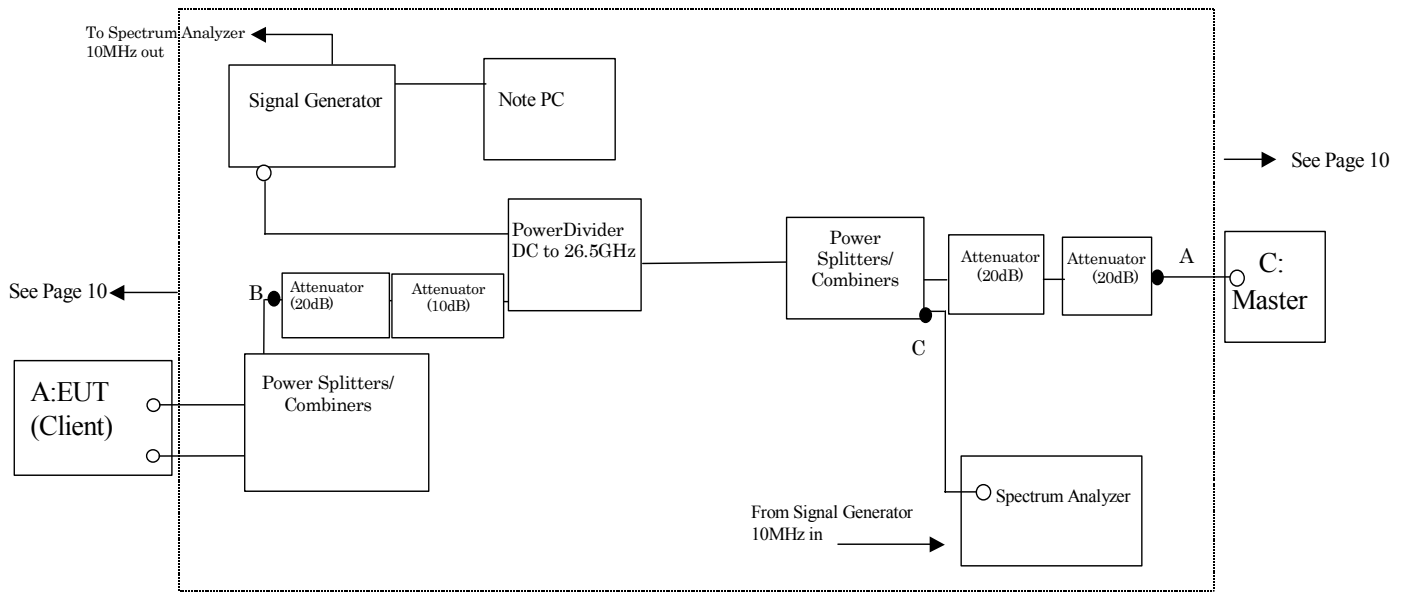 To Spectrum Analyzer
10MHz out
Signal Generator
Note PC
See Page 10
PowerDivider
DC to 26.5GHz
Power
Splitters/
Combiners
Attenuator
(20dB)
Attenuator
(20dB)
A
C:
Master
See Page 10
B
Attenuator
(20dB)
Attenuator
(10dB)
C
A:EUT
(Client)
Power Splitters/
Combiners
From Signal Generator
10MHz in
Spectrum Analyzer